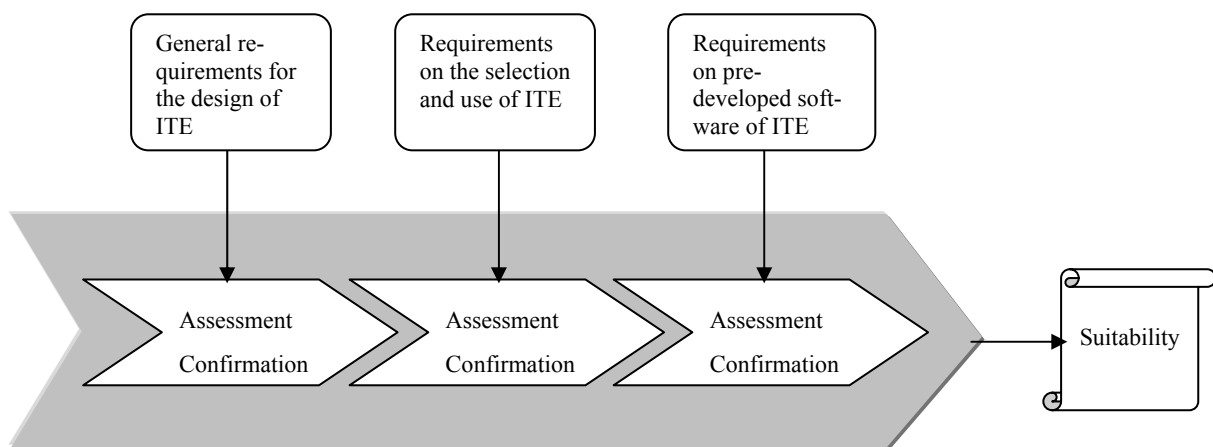 General re-
quirements for
the design of
ITE
Requirements
on the selection
and use of ITE
Requirements
on pre-
developed soft-
ware of ITE
Assessment
Confirmation
Assessment
Confirmation
Assessment
Confirmation
Suitability